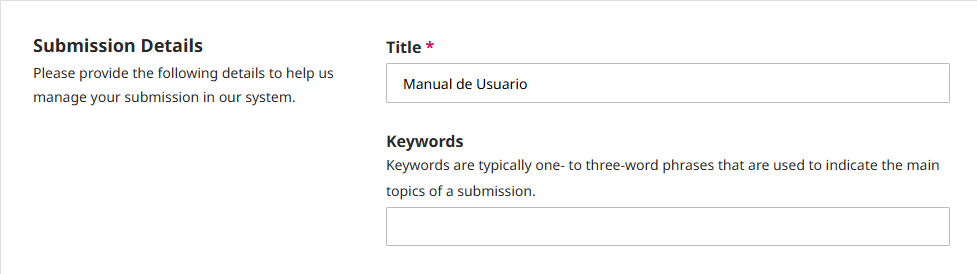 Submission Details
Please provide the following details to help us
manage your submission in our system.
Title *
Manual de Usuario
Keywords
Keywords are typically one- to three-word phrases that are used to indicate the main
topics of a submission.